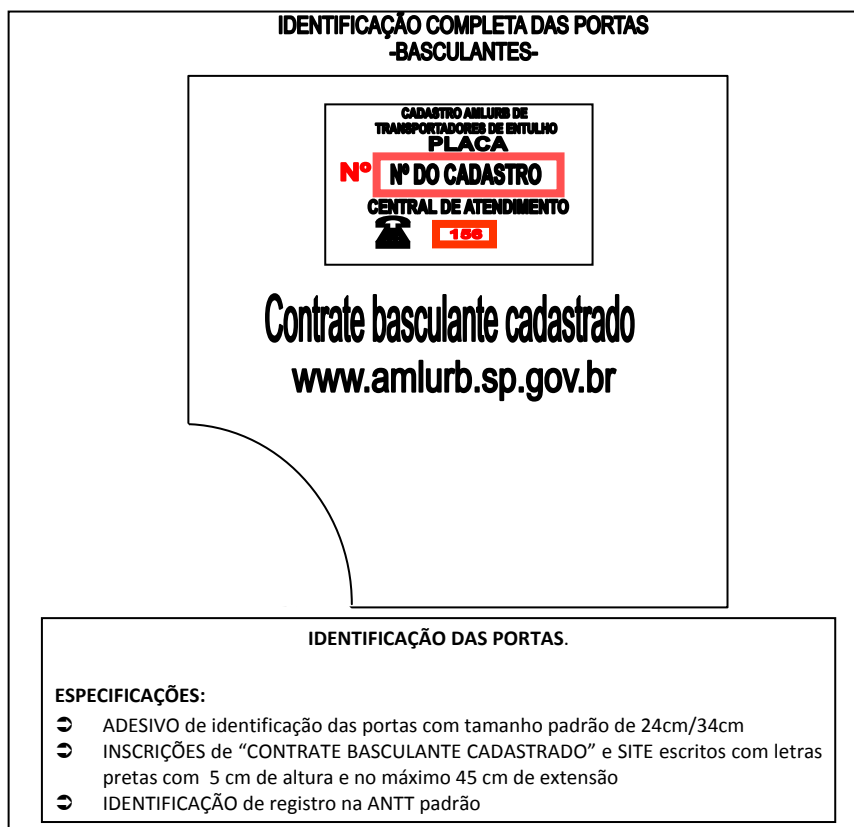 IDENTIFICAÇÃO COMPLETA DAS PORTAS
-BASCULANTES-
CADASTRO AMLURB DE
TRANSPORTADORES DE ENTULHO
PLACA
Nº Nº DO CADASTRO
CENTRAL DE ATENDIMENTO
156
Contrate basculante cadastrado
www.amlurb.sp.gov.br
IDENTIFICAÇÃO DAS PORTAS.
ESPECIFICAÇÕES:
➲ ADESIVO de identificação das portas com tamanho padrão de 24cm/34cm
➲ INSCRIÇÕES de “CONTRATE BASCULANTE CADASTRADO” e SITE escritos com letras
pretas com 5 cm de altura e no máximo 45 cm de extensão
➲ IDENTIFICAÇÃO de registro na ANTT padrão